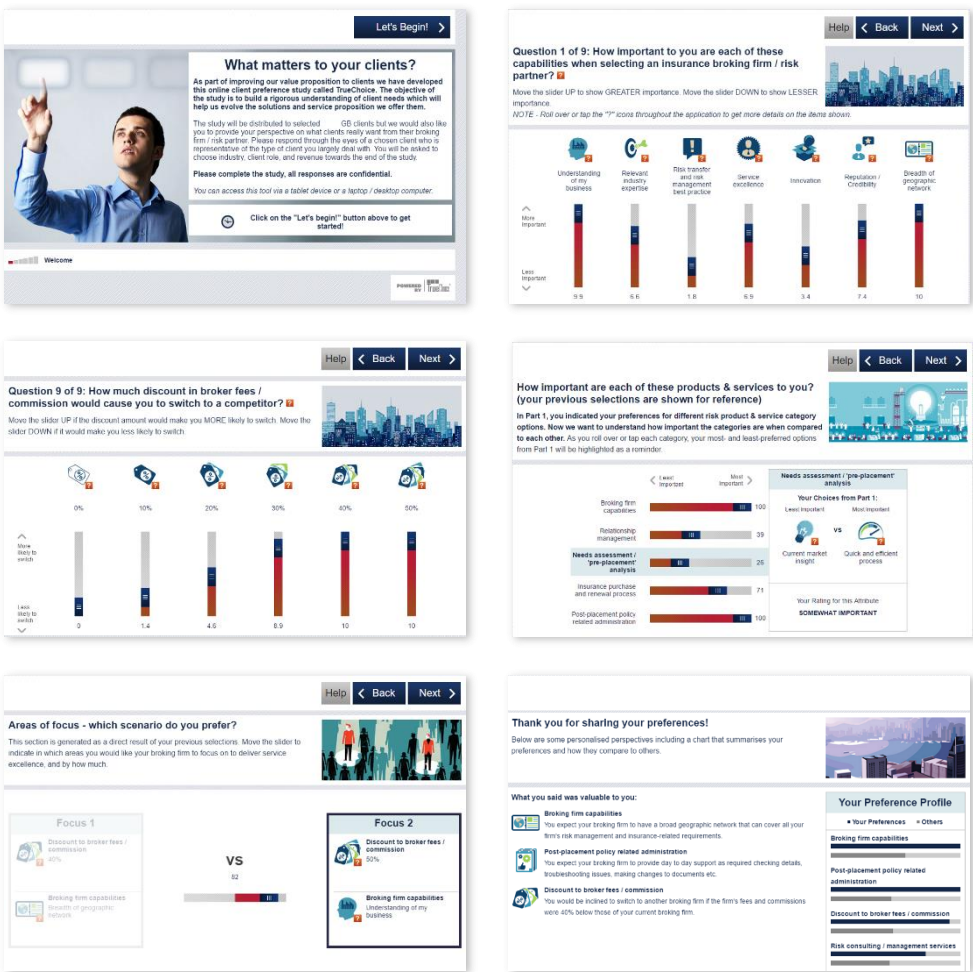 Let's Begin!
What matters to your clients?
As part of improving our value proposition to clients we have developed
this online client preference study called TrueChoice. The objective of
the study is to build a rigorous understanding of client needs which will
help us evolve the solutions and service proposition we offer them.
The study will be distributed to selected GB clients but we would also like
you to provide your perspective on what clients really want from their broking
firm / risk partner. Please respond through the eyes of a chosen client who is
representative of the type of client you largely deal with. You will be asked to
choose industry, client role, and revenue towards the end of the study.
Please complete the study, all responses are confidential.
You can access this tool via a tablet device or a laptop / desktop computer.
Click on the "Let's begin!" button above to get
started!
Welcome
POWERED
BY
Help Back Next
Question 1 of 9: How important to you are each of these
capabilities when selecting an insurance broking firm / risk
partner? ?
Move the slider UP to show GREATER importance. Move the slider DOWN to show LESSER
importance.
NOTE - Roll over or tap the "?" icons throughout the application to get more details on the items shown.
Understanding
of my
business
Relevant
industry
expertise
Risk transfer
and risk
management
best practice
Service
excellence
Innovation
Reputation /
Credibility
Breadth of
geographic
network
More
Important
Less
Important
9.9 6.6 1.8 6.9 3.4 7.4 10
Help Back Next
Question 9 of 9: How much discount in broker fees /
commission would cause you to switch to a competitor? ?
Move the slider UP if the discount amount would make you MORE likely to switch. Move the
slider DOWN if it would make you less likely to switch.
0% 10% 20% 30% 40% 50%
More
likely to
switch
Less
likely to
switch
0 1.4 4.6 8.9 10 10
Help Back Next
How important are each of these products & services to you?
(your previous selections are shown for reference)
In Part 1, you indicated your preferences for different risk product & service category
options. Now we want to understand how important the categories are when compared
to each other. As you roll over or tap each category, your most- and least-preferred options
from Part 1 will be highlighted as a reminder.
Least
Important
Most
Important
Broking firm
capabilities
100
Relationship
management
39
Needs assessment /
'pre-placement'
analysis
26
Insurance purchase
and renewal process
71
Post-placement policy
related administration
100
Needs assessment / 'pre-placement'
analysis
Your Choices from Part 1:
Least Important Most Important
VS
Current market
insight
Quick and efficient
process
Your Rating for this Attribute
SOMEWHAT IMPORTANT
Help Back Next
Areas of focus - which scenario do you prefer?
This section is generated as a direct result of your previous selections. Move the slider to
indicate in which areas you would like your broking firm to focus on to deliver service
excellence, and by how much.
Focus 1
Discount to broker fees /
commission
40%
Broking firm capabilities
Breadth of geographic
network
VS
52
Focus 2
Discount to broker fees /
commission
50%
Broking firm capabilities
Understanding of my
business
Thank you for sharing your preferences!
Below are some personalised perspectives including a chart that summarises your
preferences and how they compare to others.
What you said was valuable to you:
Broking firm capabilities
You expect your broking firm to have a broad geographic network that can cover all your
firm's risk management and insurance-related requirements.
Post-placement policy related administration
You expect your broking firm to provide day to day support as required checking details,
troubleshooting issues, making changes to documents etc.
Discount to broker fees / commission
You would be inclined to switch to another broking firm if the firm's fees and commissions
were 40% below those of your current broking firm.
Your Preference Profile
Your Preferences Others
Broking firm capabilities
Post-placement policy related
administration
Discount to broker fees / commission
Risk consulting / management services